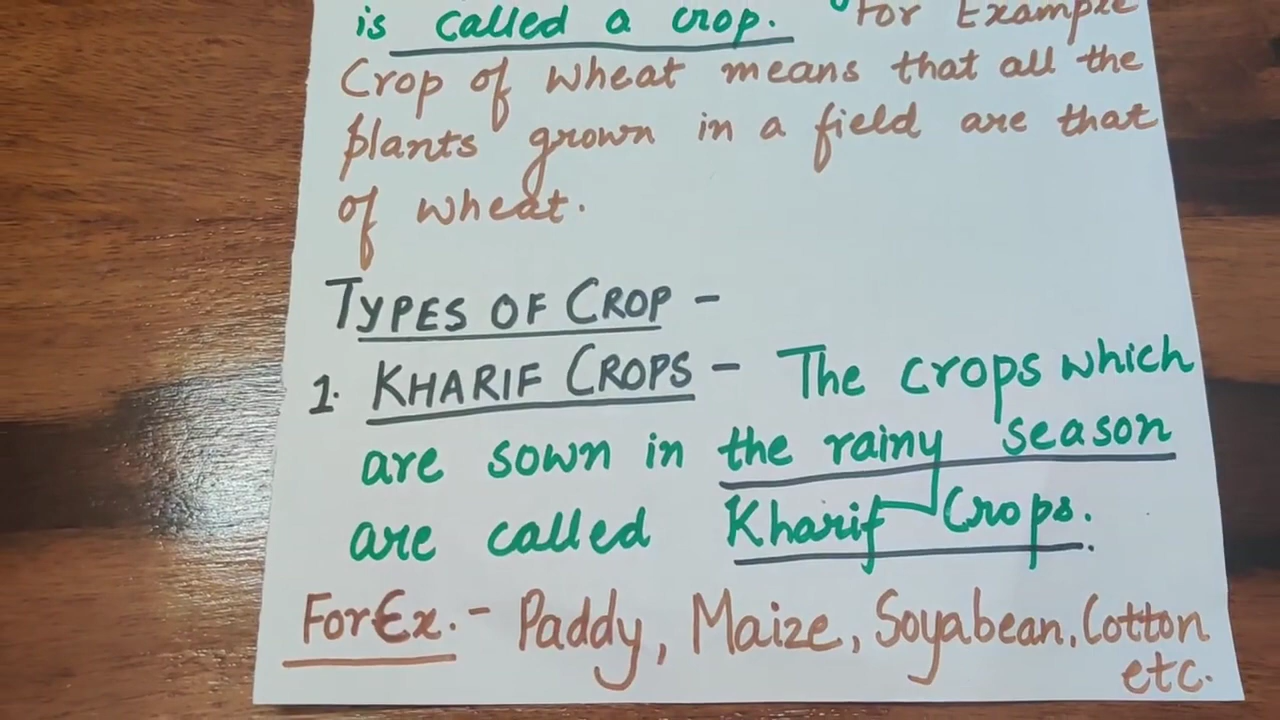 is called a crop. For Example
Crop of wheat means that all the
plants grown in a field are that
of wheat.
TYPES OF CROP -
1. KHARIF CROPS - The crops which
are sown in the rainy season
are called Kharif Crops.
For Ex. - Paddy, Maize, Soyabean, Cotton
etc.